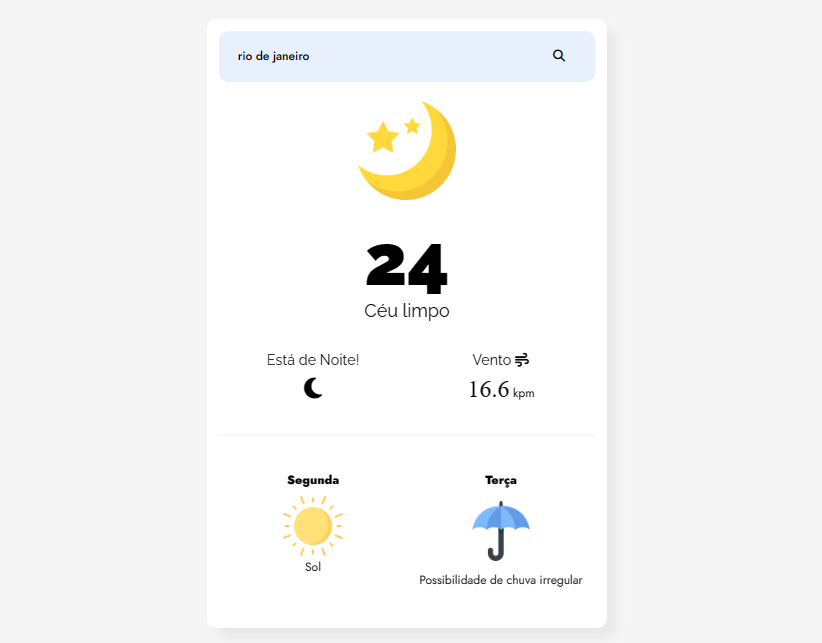 rio de janeiro
24
Céu limpo
Está de Noite!
Vento
16.6 kpm
Segunda
Terça
Sol
Possibilidade de chuva irregular